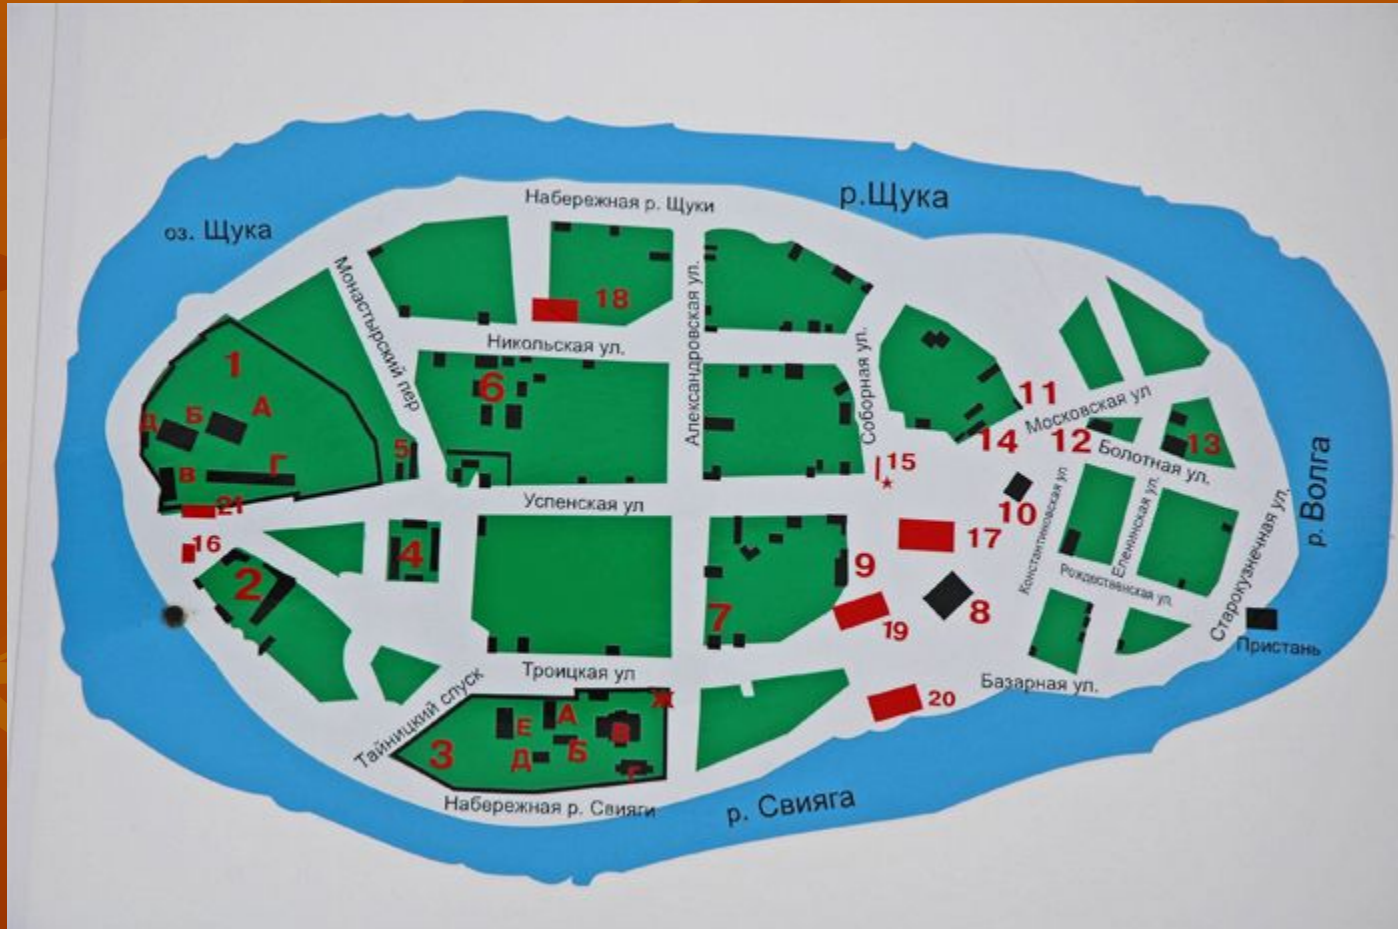 р.Щука
Набережная р. Щуки
оз. Щука
Монастырский пер
18
Александровская ул.
Никольская ул.
Соборная ул.
1
6
11
Московская ул
А
Б
Д
14
12
13
5
Болотная ул.
15
В
Г
р. Волга
21
Успенская ул
Константиновская ул
Еленинская ул.
Старокузнечная ул.
10
17
16
4
9
2
Рождественская ул.
8
7
19
Пристань
Троицкая ул
Базарная ул.
Тайницкий спуск
Ж
20
А
Е
3
Д
Б
Г
Набережная р. Свияги
р. Свияга